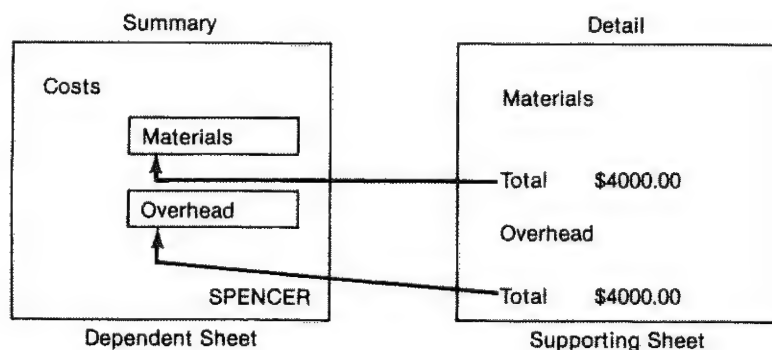 Summary
Costs
Materials
Overhead
SPENCER
Dependent Sheet
Detail
Materials
Total $4000.00
Overhead
Total $4000.00
Supporting Sheet